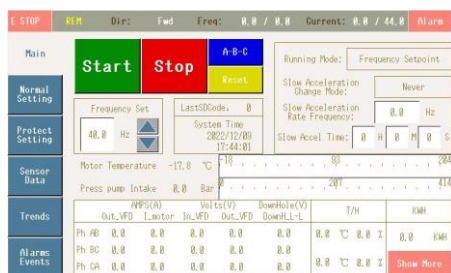 E STOP REM Dir: Fwd Freq: 0.0 / 0.0 Current: 0.0 / 44.0 Alarm
Main
Normal
Setting
Protect
Setting
Sensor
Data
Trends
Alarms
Events
Start Stop A-B-C
Reset
Running Mode: Frequency Setpoint
Slow Acceleration
Change Mode: Never
Slow Acceleration
Rate Frequency: 0.0 Hz
Slow Accel Time: 0 H 0 M 0 S
Frequency Set
40.0 Hz
LastSDCode: 0
System Time
2022/12/09
17:44:01
Motor Temperature -17.8 ℃ -18 93 204
Press pump Intake 0.0 Bar 0 207 414
AMPS(A) Volts(V) DownHole(V) T/H KWH
Out_VFD I_motor In_VFD Out_VFD DownH_L-L
Ph AB 0.0 0.0 0.0 0.0 0.0
Ph BC 0.0 0.0 0.0 0.0 0.0
Ph CA 0.0 0.0 0.0 0.0 0.0
0.0 ℃ 0.0 %
0.0 ℃ 0.0 %
0.0 KWH
Show More